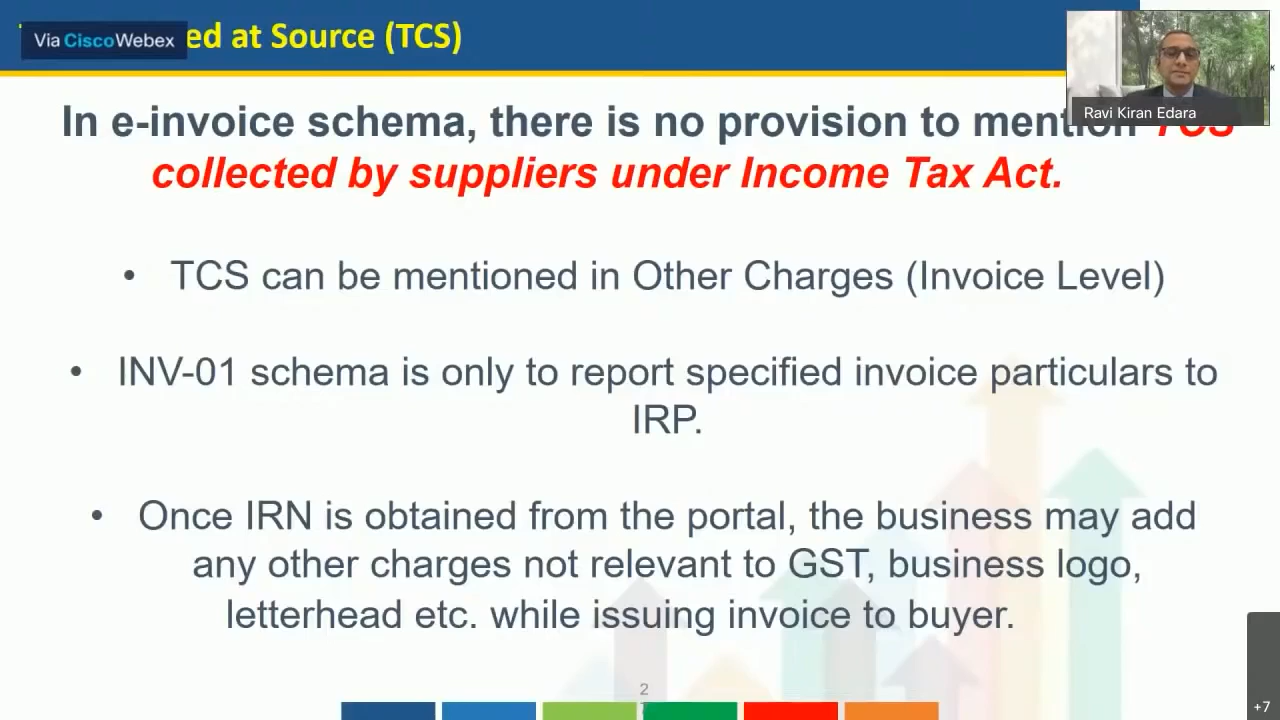 Via CiscoWebex
ed at Source (TCS)
Ravi Kiran Edara
In e-invoice schema, there is no provision to mention TCS
collected by suppliers under Income Tax Act.
• TCS can be mentioned in Other Charges (Invoice Level)
• INV-01 schema is only to report specified invoice particulars to
IRP.
• Once IRN is obtained from the portal, the business may add
any other charges not relevant to GST, business logo,
letterhead etc. while issuing invoice to buyer.
2
+7